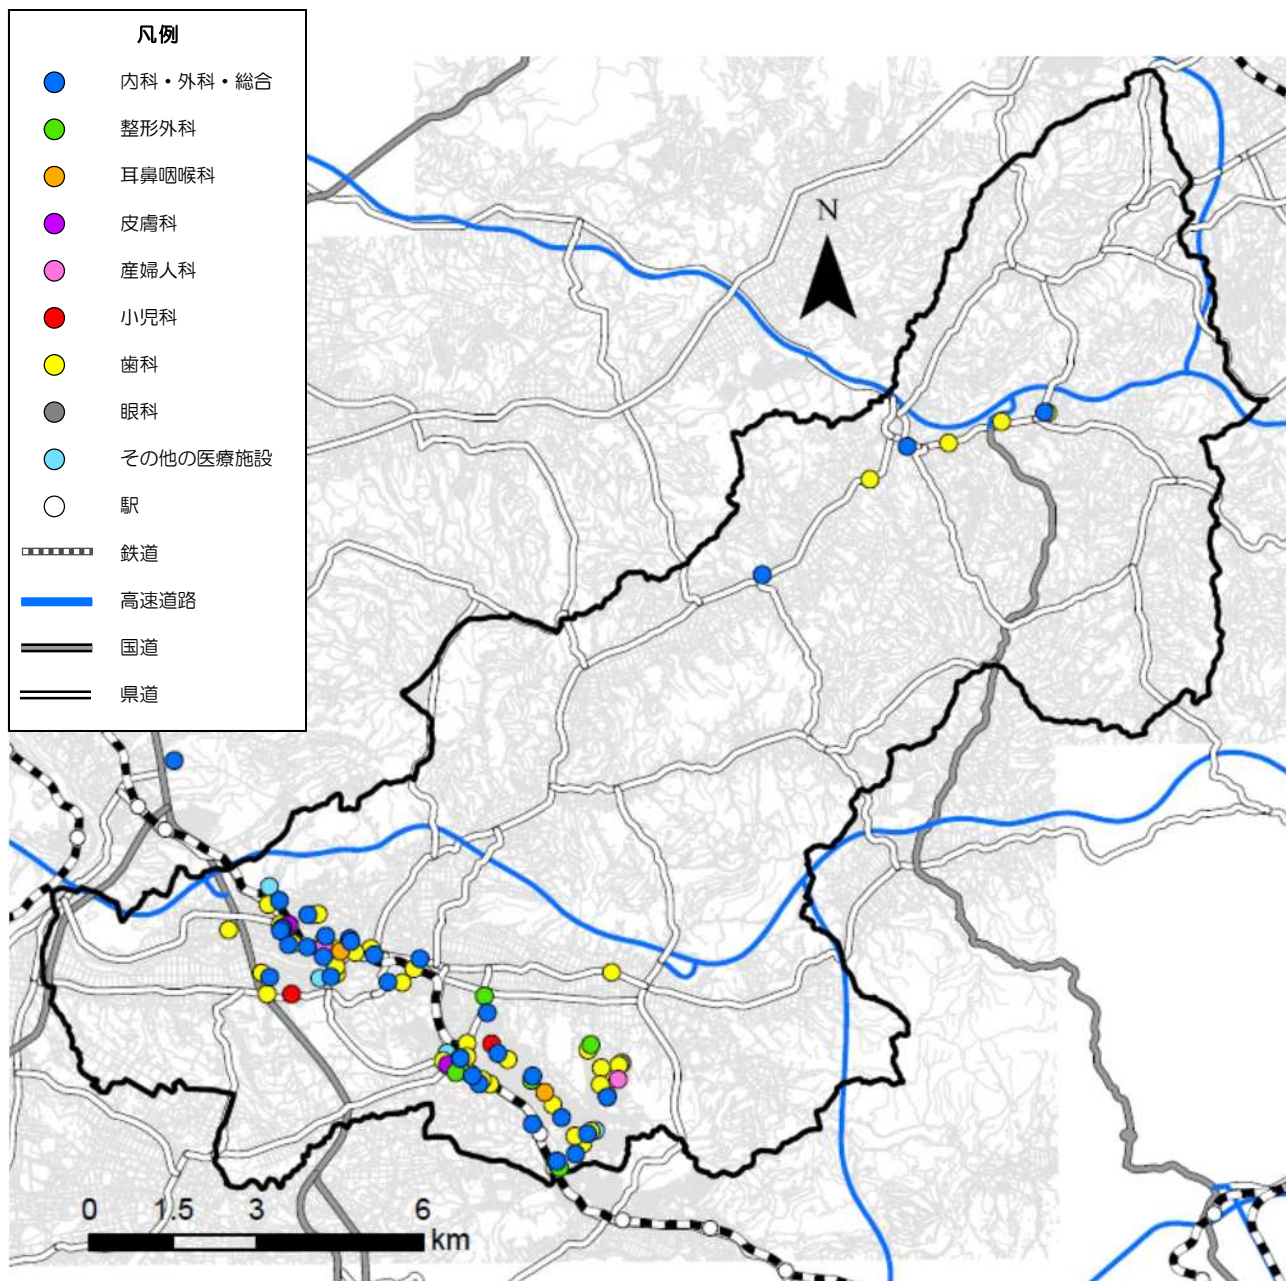 凡例
内科・外科・総合
整形外科
耳鼻咽喉科
皮膚科
産婦人科
小児科
歯科
眼科
その他の医療施設
駅
鉄道
高速道路
国道
県道
N
0 1.5 3 6
km